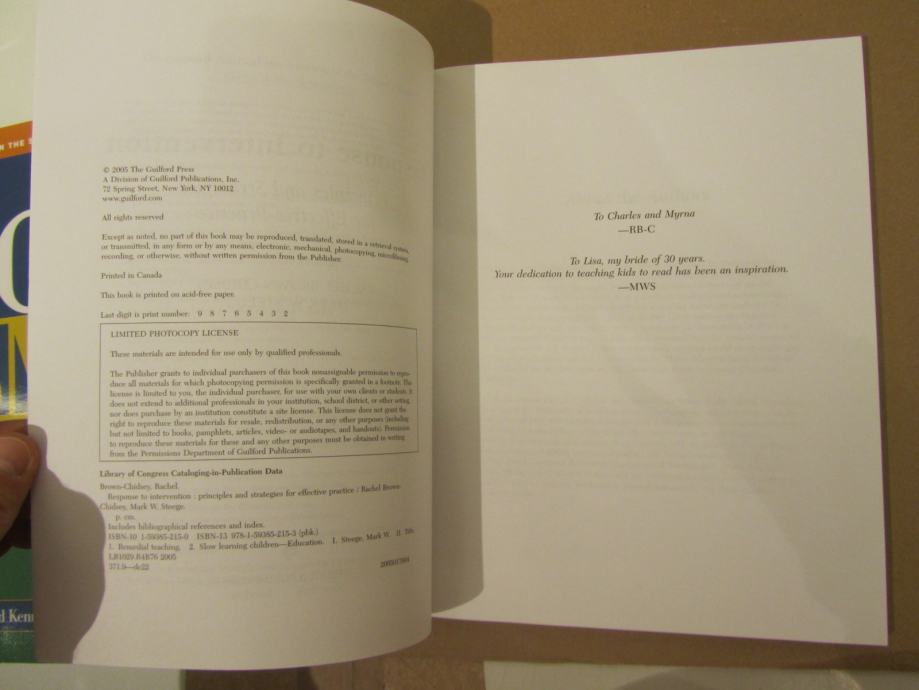 © 2005 The Guilford Press
A Division of Guilford Publications, Inc.
72 Spring Street, New York, NY 10012
www.guilford.com
All rights reserved
Except as noted, no part of this book may be reproduced, translated, stored in a retrieval system,
or transmitted, in any form or by any means, electronic, mechanical, photocopying, microfilming,
recording, or otherwise, without written permission from the Publisher.
Printed in Canada
This book is printed on acid-free paper.
Last digit is print number: 9 8 7 6 5 4 3 2
LIMITED PHOTOCOPY LICENSE
These materials are intended for use only by qualified professionals.
The Publisher grants to individual purchasers of this book nonassignable permission to repro-
duce all materials for which photocopying permission is specifically granted in a footnote. This
license is limited to you, the individual purchaser, for use with your own clients or students. It
does not extend to additional professionals in your institution, school district, or other setting,
nor does purchase by an institution constitute a site license. This license does not grant the
right to reproduce these materials for resale, redistribution, or any other purposes (including
but not limited to books, pamphlets, articles, video- or audiotapes, and handouts). Permission
to reproduce these materials for these and any other purposes must be obtained in writing
from the Permissions Department of Guilford Publications.
Library of Congress Cataloging-in-Publication Data
Brown-Chidsey, Rachel.
Response to intervention : principles and strategies for effective practice / Rachel Brown-
Chidsey, Mark W. Steege.
p. cm.
Includes bibliographical references and index.
ISBN-10 1-59385-215-0 ISBN-13 978-1-59385-215-3 (pbk.)
1. Remedial teaching. 2. Slow learning children—Education. I. Steege, Mark W. II. Title.
LB1029.R4B76 2005
371.9—dc22
To Charles and Myrna
—RB-C
To Lisa, my bride of 30 years.
Your dedication to teaching kids to read has been an inspiration.
—MWS